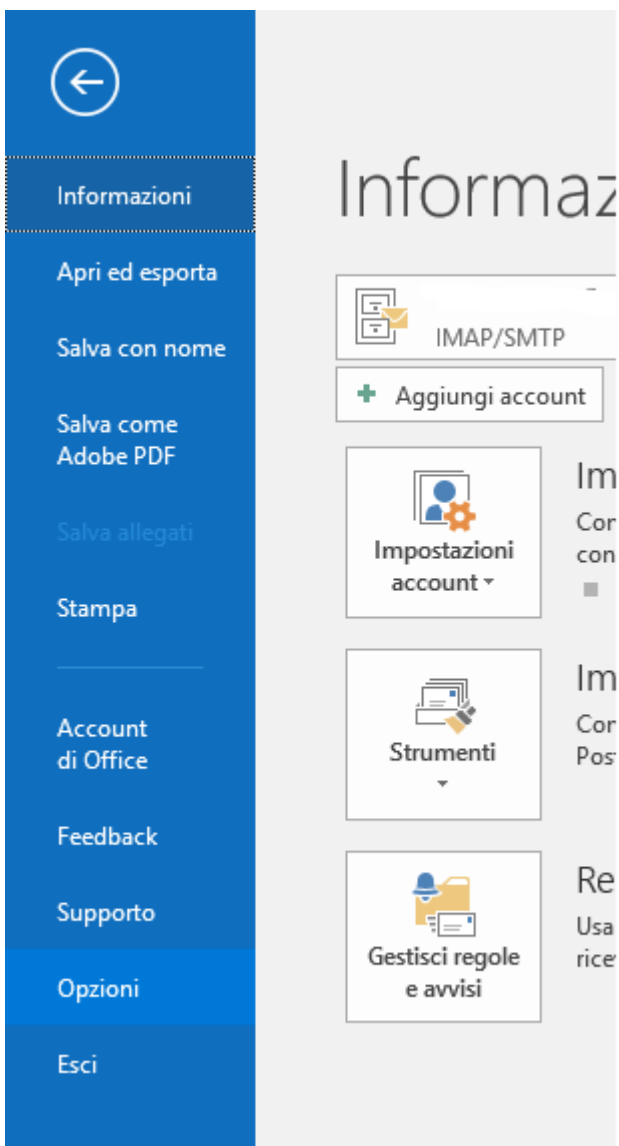 Informazioni
Apri ed esporta
Salva con nome
Salva come
Adobe PDF
Salva allegati
Stampa
Account
di Office
Feedback
Supporto
Opzioni
Esci
Informaz
IMAP/SMTP
+ Aggiungi account
Impostazioni
account
Im
Cor
con
Strumenti
Im
Cor
Pos
Gestisci regole
e avvisi
Re
Usa
rice